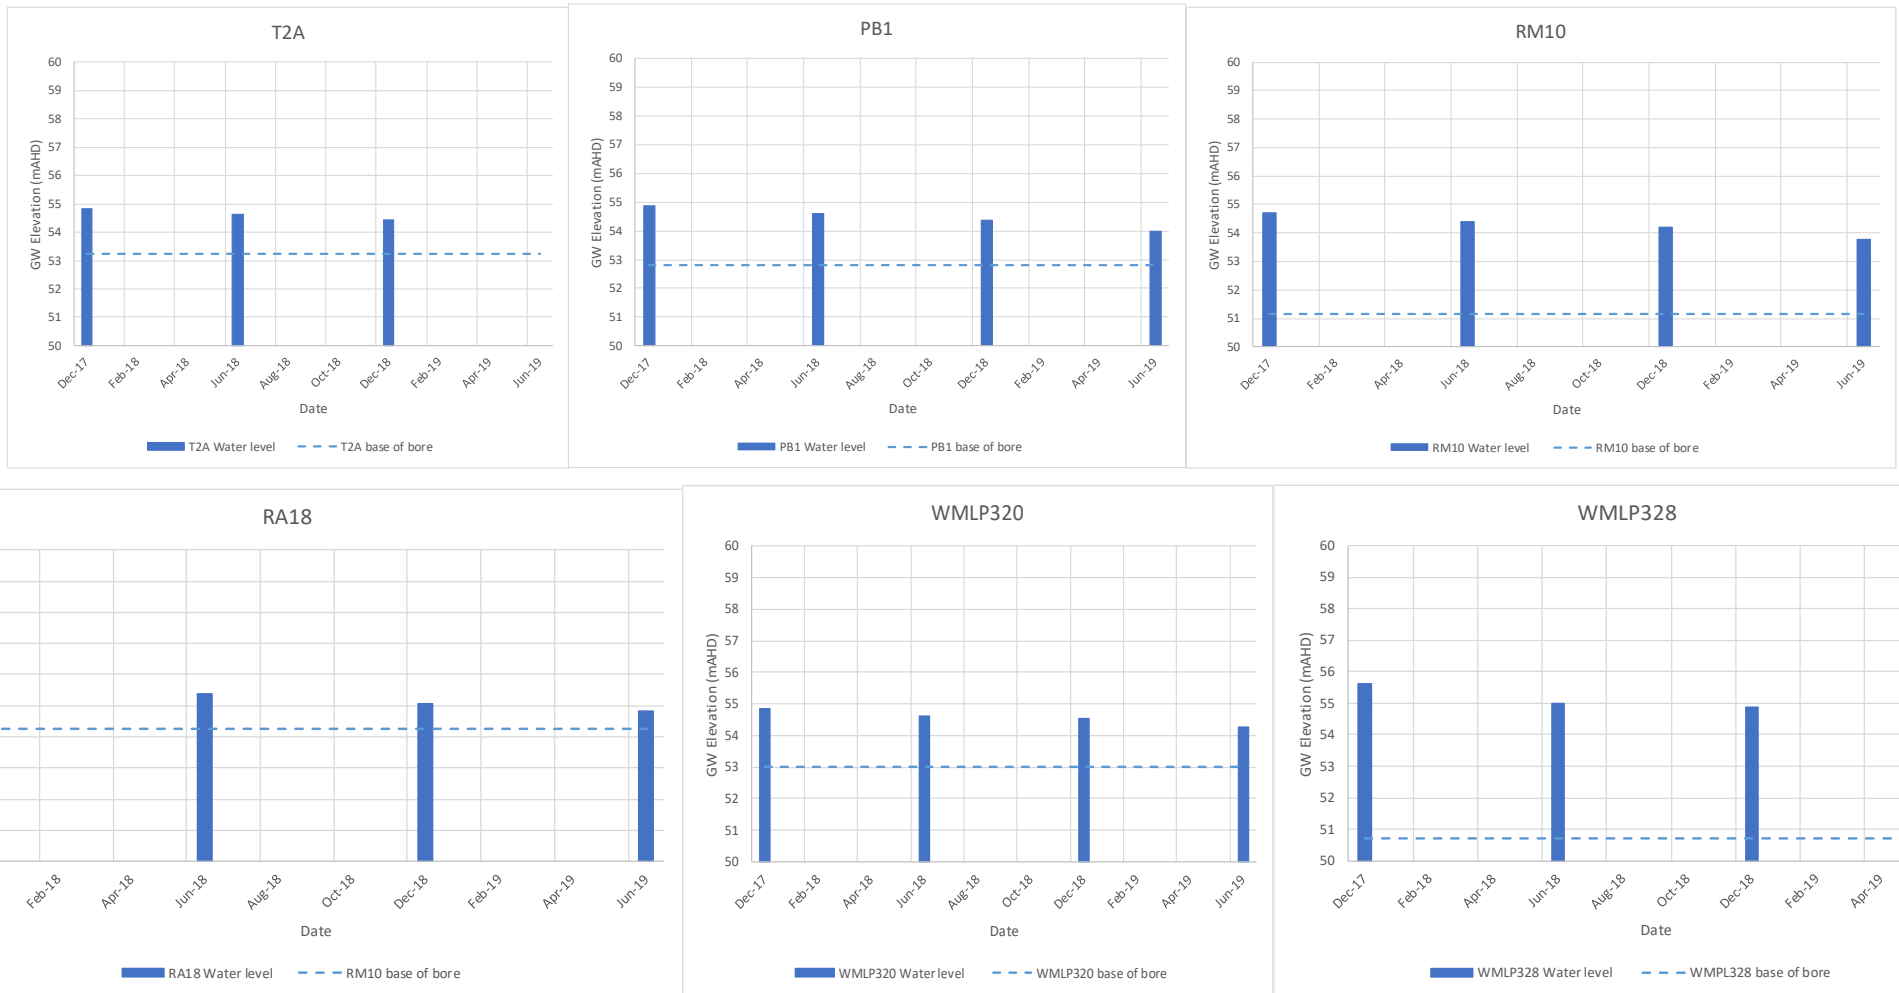 T2A
60
59
58
57
56
55
54
53
52
51
50
GW Elevation (mAHD)
Dec-17 Feb-18 Apr-18 Jun-18 Aug-18 Oct-18 Dec-18 Feb-19 Apr-19 Jun-19
Date
T2A Water level T2A base of bore
PB1
60
59
58
57
56
55
54
53
52
51
50
GW Elevation (mAHD)
Dec-17 Feb-18 Apr-18 Jun-18 Aug-18 Oct-18 Dec-18 Feb-19 Apr-19 Jun-19
Date
PB1 Water level PB1 base of bore
RM10
60
59
58
57
56
55
54
53
52
51
50
GW Elevation (mAHD)
Dec-17 Feb-18 Apr-18 Jun-18 Aug-18 Oct-18 Dec-18 Feb-19 Apr-19 Jun-19
Date
RM10 Water level RM10 base of bore
RA18
Feb-18 Apr-18 Jun-18 Aug-18 Oct-18 Dec-18 Feb-19 Apr-19 Jun-19
Date
RA18 Water level RM10 base of bore
WMLP320
60
59
58
57
56
55
54
53
52
51
50
GW Elevation (mAHD)
Dec-17 Feb-18 Apr-18 Jun-18 Aug-18 Oct-18 Dec-18 Feb-19 Apr-19 Jun-19
Date
WMLP320 Water level WMLP320 base of bore
WMLP328
60
59
58
57
56
55
54
53
52
51
50
GW Elevation (mAHD)
Dec-17 Feb-18 Apr-18 Jun-18 Aug-18 Oct-18 Dec-18 Feb-19 Apr-19
Date
WMLP328 Water level WMPL328 base of bore